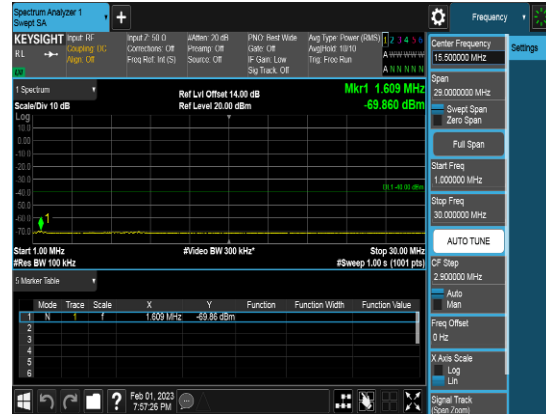 Spectrum Analyzer 1
Swept SA
Frequency
KEYSIGHT
RL
Input: RF
Coupling: DC
Align: Off
Input Z: 50 Ω
Corrections: Off
Freq Ref: Int (S)
#Atten: 20 dB
Preamp: Off
Source: Off
PNO: Best Wide
Gate: Off
IF Gain: Low
Sig Track: Off
Avg Type: Power (RMS)
Avg|Hold: 10/10
Trig: Free Run
1 2 3 4 5 6
A W W W W W
A N N N N N
1 Spectrum
Scale/Div 10 dB
Ref Lvl Offset 14.00 dB
Ref Level 20.00 dBm
Mkr1 1.609 MHz
-69.860 dBm
Log
10.0
0.00
-10.0
-20.0
-30.0
-40.0
-50.0
-60.0
-70.0
DL1 -40.00 dBm
1
Start 1.00 MHz
#Video BW 300 kHz*
Stop 30.00 MHz
#Res BW 100 kHz
#Sweep 1.00 s (1001 pts)
5 Marker Table
Mode Trace Scale X Y Function Function Width Function Value
1 N 1 f 1.609 MHz -69.86 dBm
2
3
4
5
6
Feb 01, 2023
7:57:26 PM
Center Frequency
15.500000 MHz
Settings
Span
29.0000000 MHz
Swept Span
Zero Span
Full Span
Start Freq
1.000000 MHz
Stop Freq
30.000000 MHz
AUTO TUNE
CF Step
2.900000 MHz
Auto
Man
Freq Offset
0 Hz
X Axis Scale
Log
Lin
Signal Track
(Span Zoom)